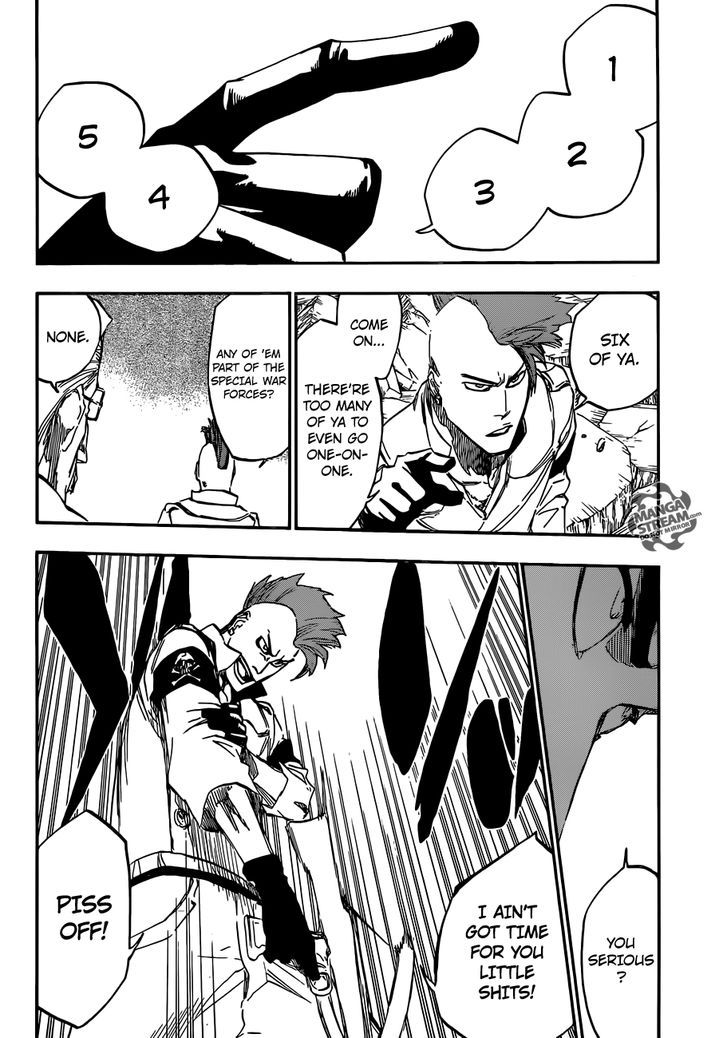 1
2
3
4
5
SIX
OF YA.
COME
ON...
THERE'RE
TOO MANY
OF YA TO
EVEN GO
ONE-ON-
ONE.
ANY OF 'EM
PART OF THE
SPECIAL WAR
FORCES?
NONE.
MANGA
STREAM.com
DO NOT MIRROR
YOU
SERIOUS
?
I AIN'T
GOT TIME
FOR YOU
LITTLE
SHITS!
PISS
OFF!